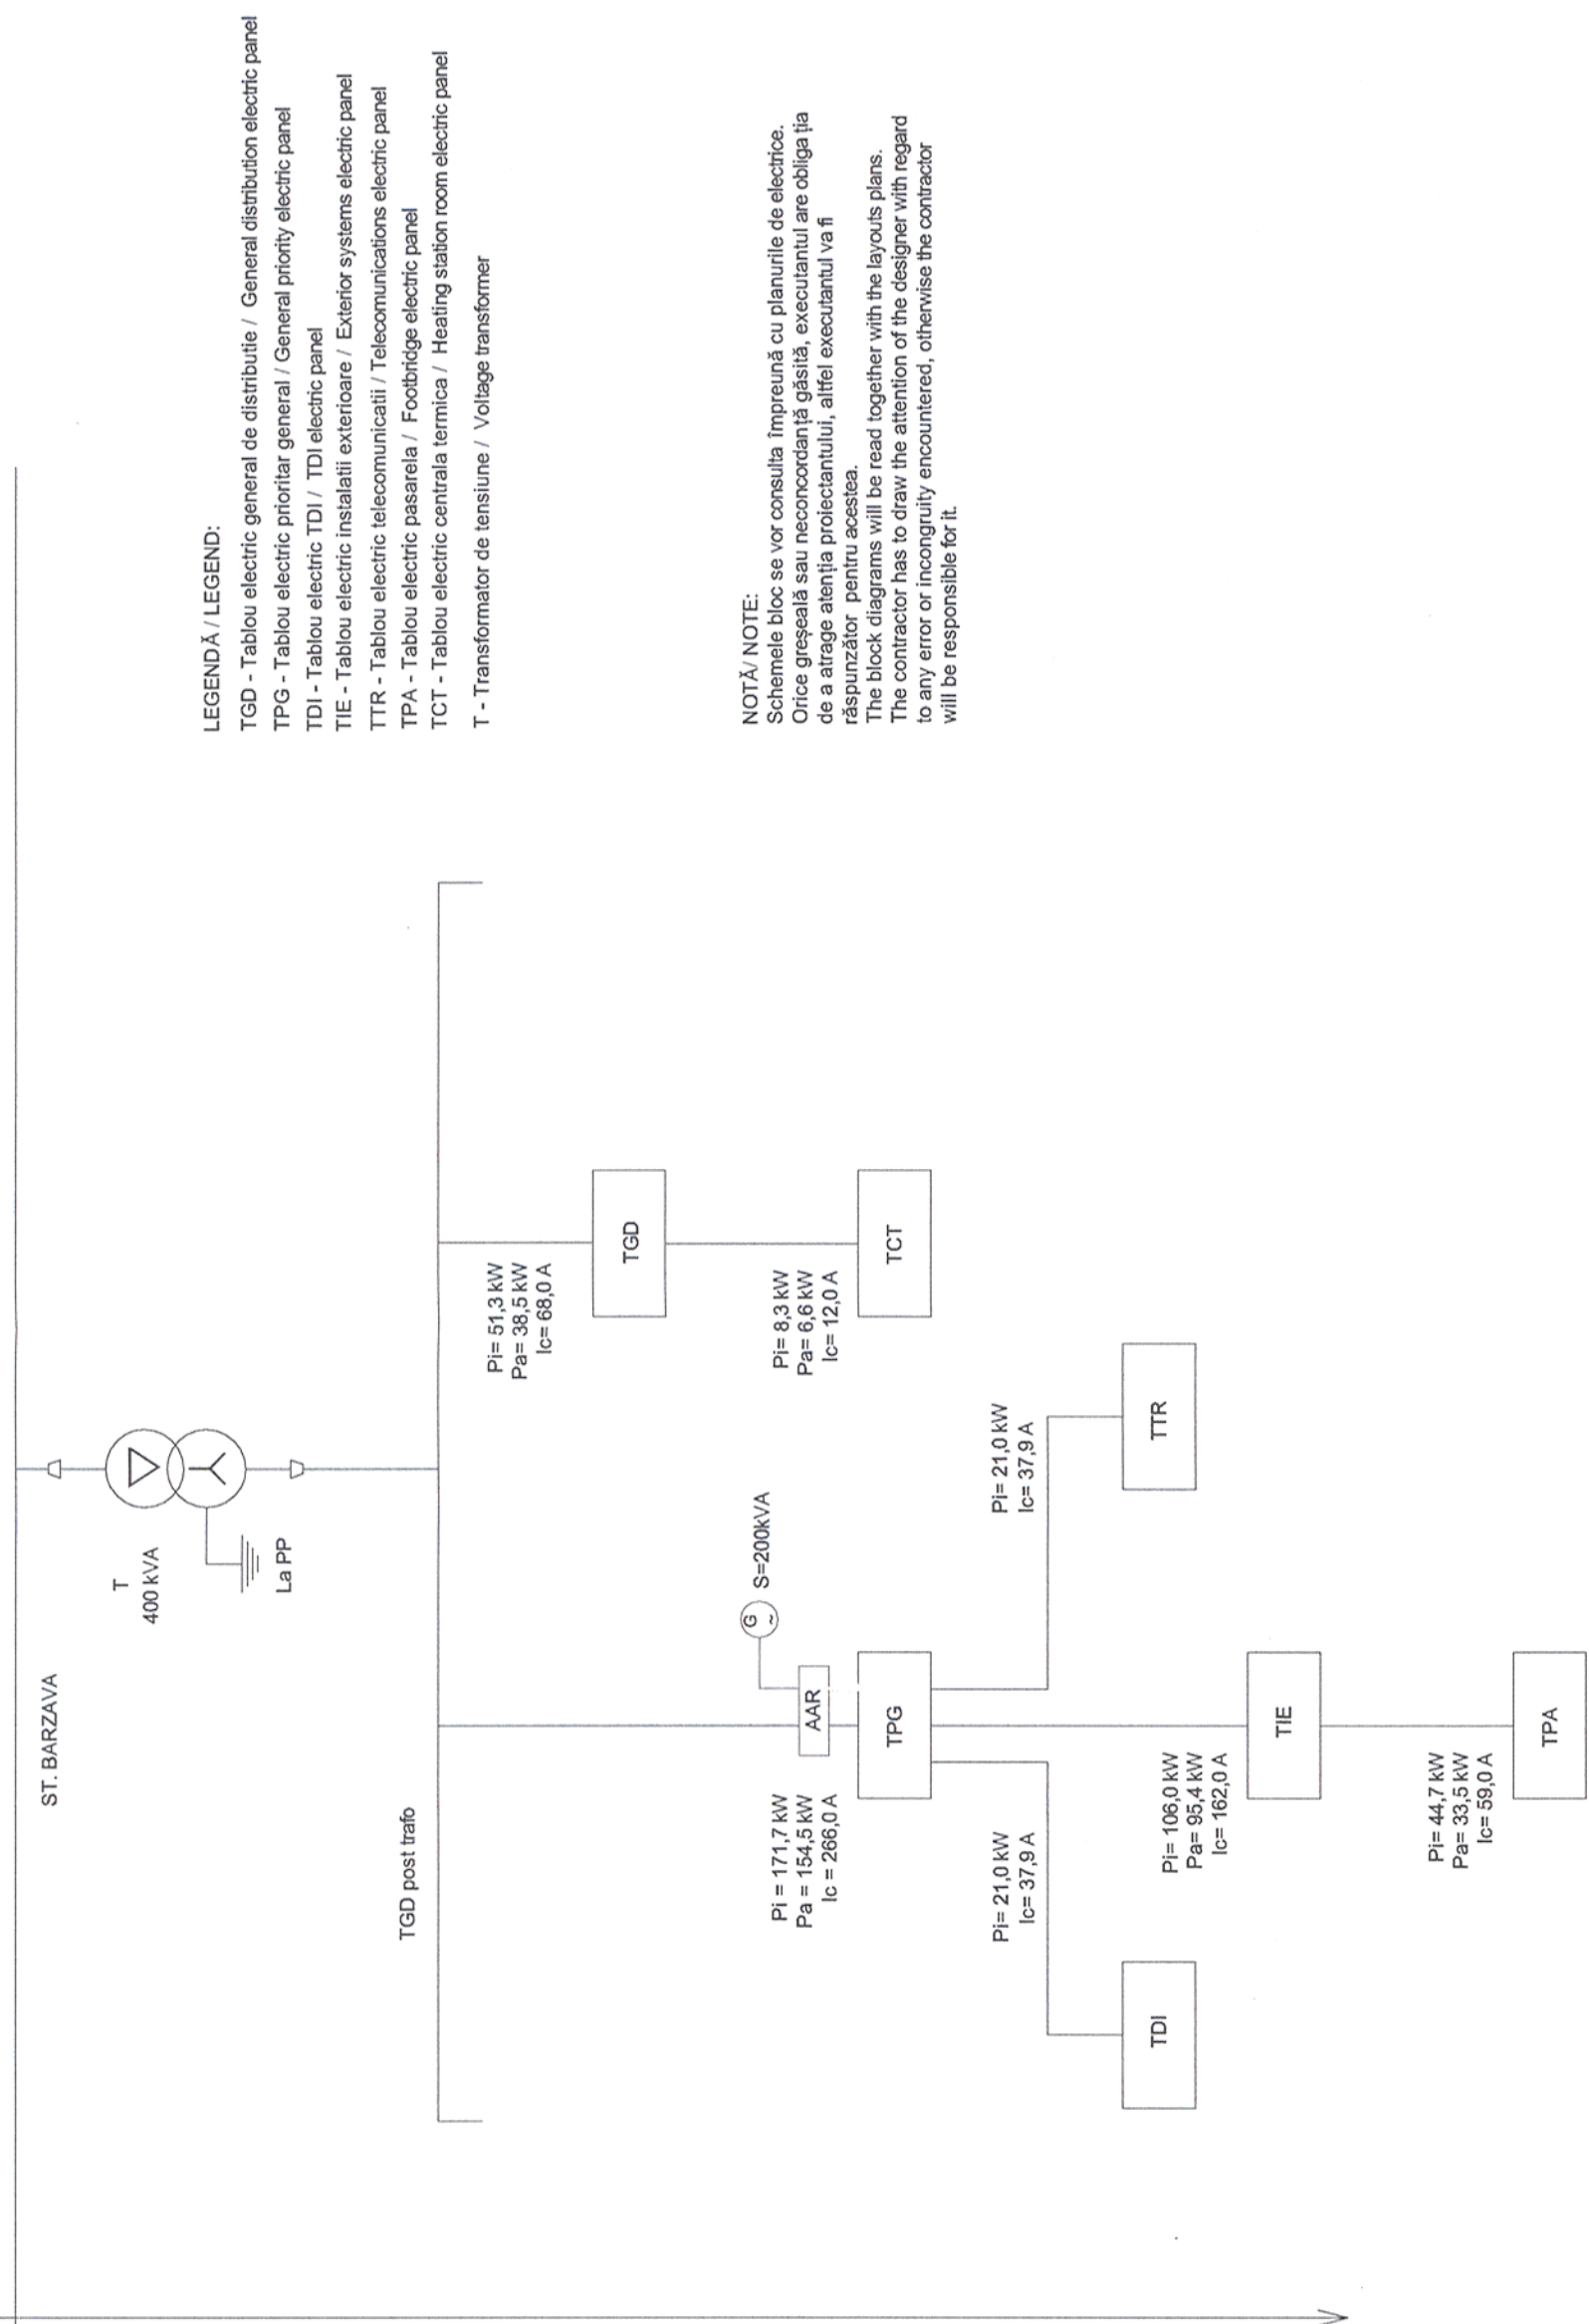 ST. BARZAVA
T
400 kVA
La PP
TGD post trafo
Pi= 51,3 kW
Pa= 38,5 kW
Ic= 68,0 A
TGD
Pi= 8,3 kW
Pa= 6,6 kW
Ic= 12,0 A
TCT
G
~
S=200kVA
AAR
Pi = 171,7 kW
Pa = 154,5 kW
Ic = 266,0 A
TPG
Pi= 21,0 kW
Ic= 37,9 A
TDI
Pi= 21,0 kW
Ic= 37,9 A
TTR
Pi= 106,0 kW
Pa= 95,4 kW
Ic= 162,0 A
TIE
Pi= 44,7 kW
Pa= 33,5 kW
Ic= 59,0 A
TPA
LEGENDĂ / LEGEND:
TGD - Tablou electric general de distributie / General distribution electric panel
TPG - Tablou electric prioritar general / General priority electric panel
TDI - Tablou electric TDI / TDI electric panel
TIE - Tablou electric instalatii exterioare / Exterior systems electric panel
TTR - Tablou electric telecomunicatii / Telecomunications electric panel
TPA - Tablou electric pasarela / Footbridge electric panel
TCT - Tablou electric centrala termica / Heating station room electric panel
T - Transformator de tensiune / Voltage transformer
NOTĂ/ NOTE:
Schemele bloc se vor consulta împreună cu planurile de electrice.
Orice greșeală sau neconcordanță găsită, executantul are obligaţia
de a atrage atenția proiectantului, altfel executantul va fi
răspunzător pentru acestea.
The block diagrams will be read together with the layouts plans.
The contractor has to draw the attention of the designer with regard
to any error or incongruity encountered, otherwise the contractor
will be responsible for it.